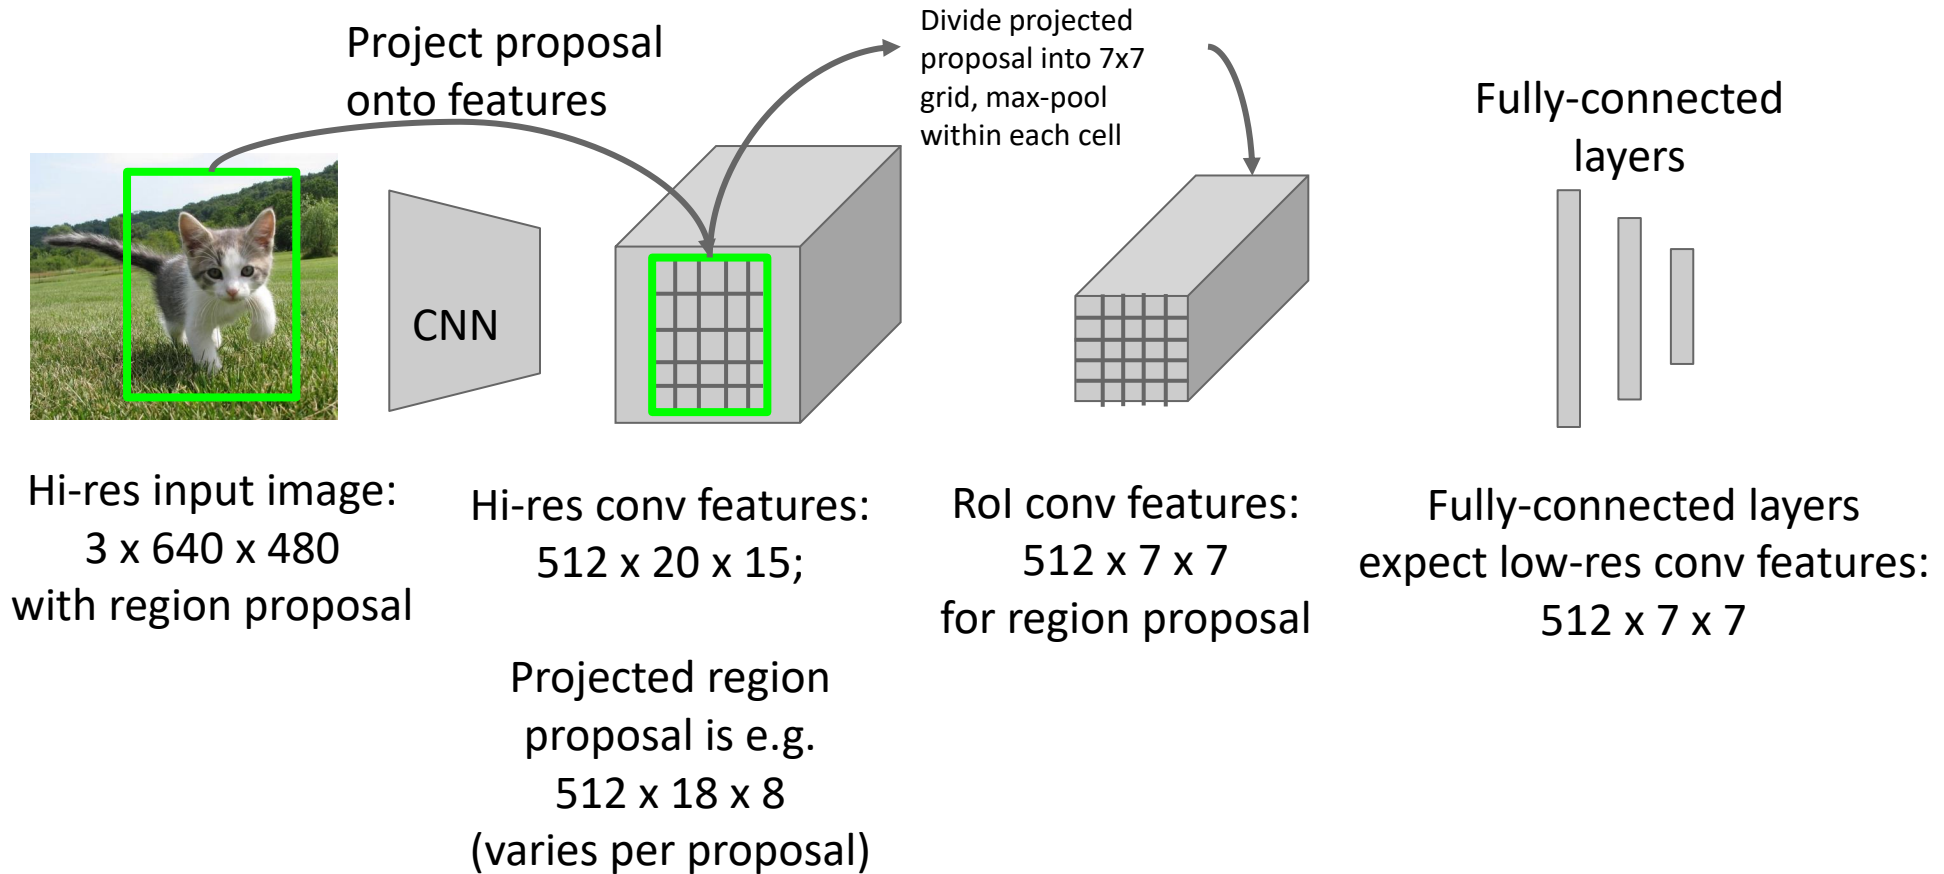 Project proposal
onto features
Divide projected
proposal into 7x7
grid, max-pool
within each cell
Fully-connected
layers
CNN
Hi-res input image:
3 x 640 x 480
with region proposal
Hi-res conv features:
512 x 20 x 15;
Projected region
proposal is e.g.
512 x 18 x 8
(varies per proposal)
RoI conv features:
512 x 7 x 7
for region proposal
Fully-connected layers
expect low-res conv features:
512 x 7 x 7